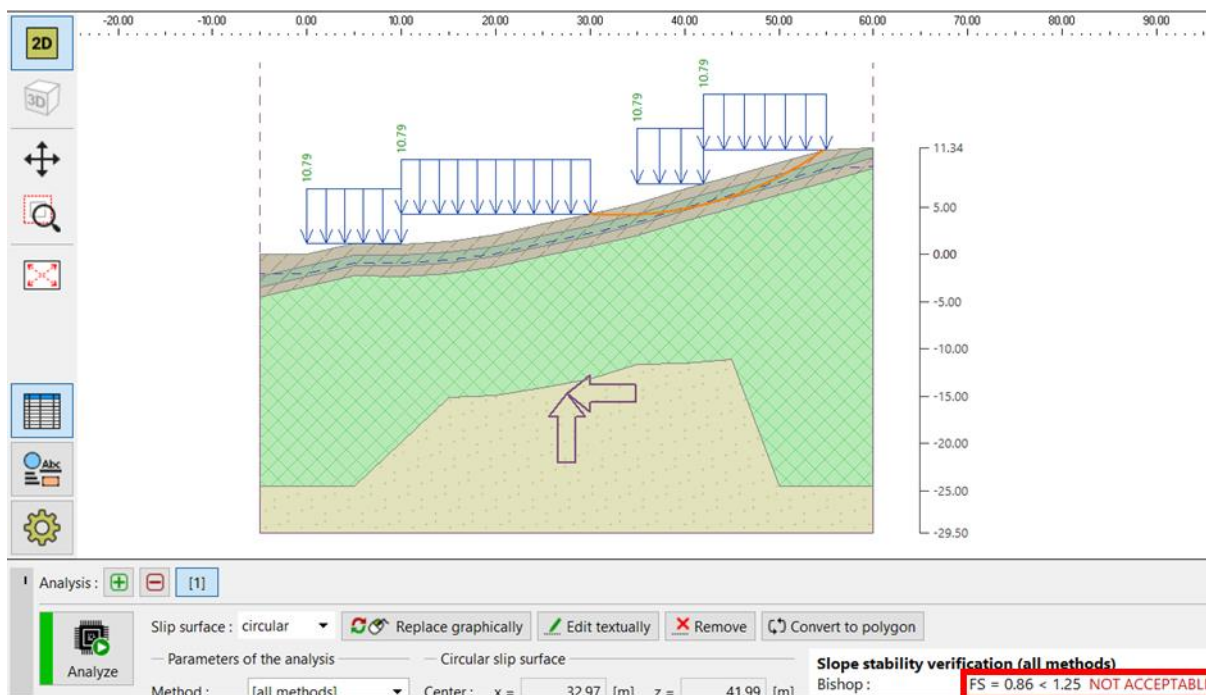 -20.00 -10.00 0.00 10.00 20.00 30.00 40.00 50.00 60.00 70.00 80.00 90.00
2D
3D
10.79
10.79
10.79
10.79
11.34
5.00
0.00
-5.00
-10.00
-15.00
-20.00
-25.00
-29.50
Abc
Analysis : [1]
Analyze
Slip surface : circular Replace graphically Edit textually Remove Convert to polygon
Parameters of the analysis Circular slip surface
Method : [all methods] Center : x = 32.97 [m] z = 41.99 [m]
Slope stability verification (all methods)
Bishop : FS = 0.86 < 1.25 NOT ACCEPTABL